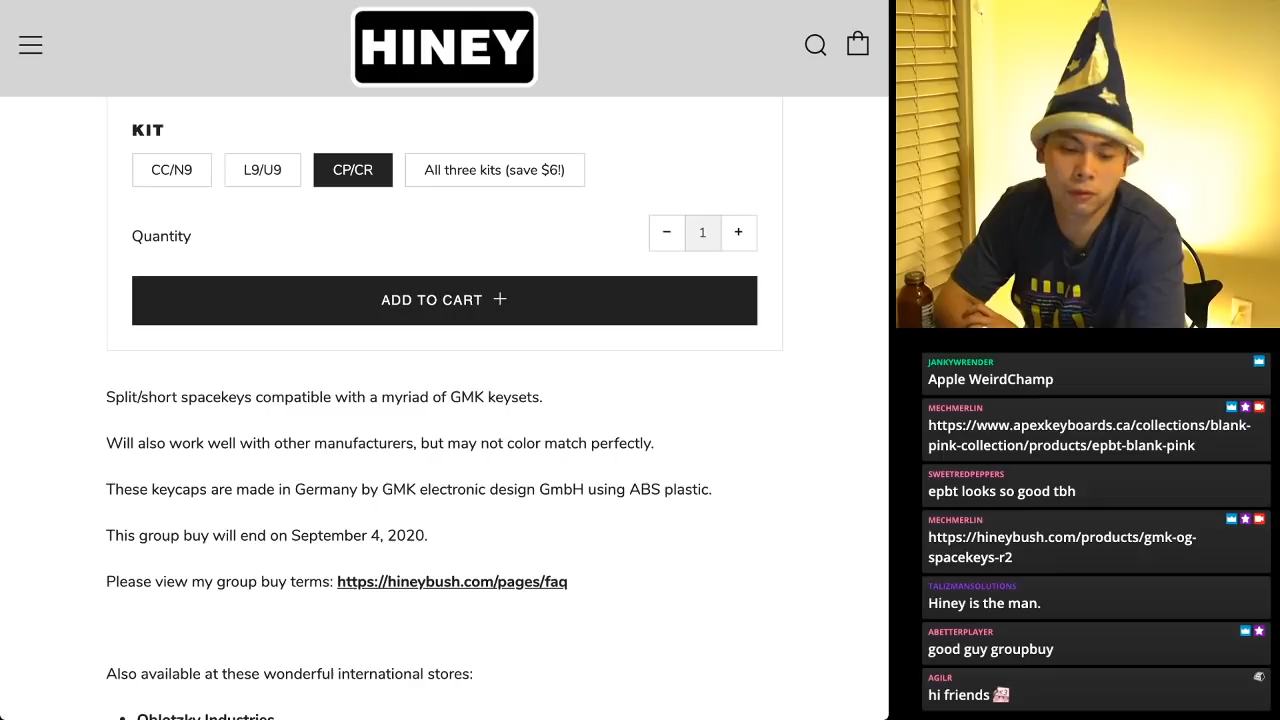 HINEY
KIT
CC/N9
L9/U9
CP/CR
All three kits (save $6!)
Quantity
− 1 +
ADD TO CART +
Split/short spacekeys compatible with a myriad of GMK keysets.
Will also work well with other manufacturers, but may not color match perfectly.
These keycaps are made in Germany by GMK electronic design GmbH using ABS plastic.
This group buy will end on September 4, 2020.
Please view my group buy terms: https://hineybush.com/pages/faq
Also available at these wonderful international stores:
• Oblotzky Industries
JANKYWRENDER
Apple WeirdChamp
MECHMERLIN
https://www.apexkeyboards.ca/collections/blank-
pink-collection/products/epbt-blank-pink
SWEETREDPEPPERS
epbt looks so good tbh
MECHMERLIN
https://hineybush.com/products/gmk-og-
spacekeys-r2
TALIZMANSOLUTIONS
Hiney is the man.
ABETTERPLAYER
good guy groupbuy
AGILR
hi friends